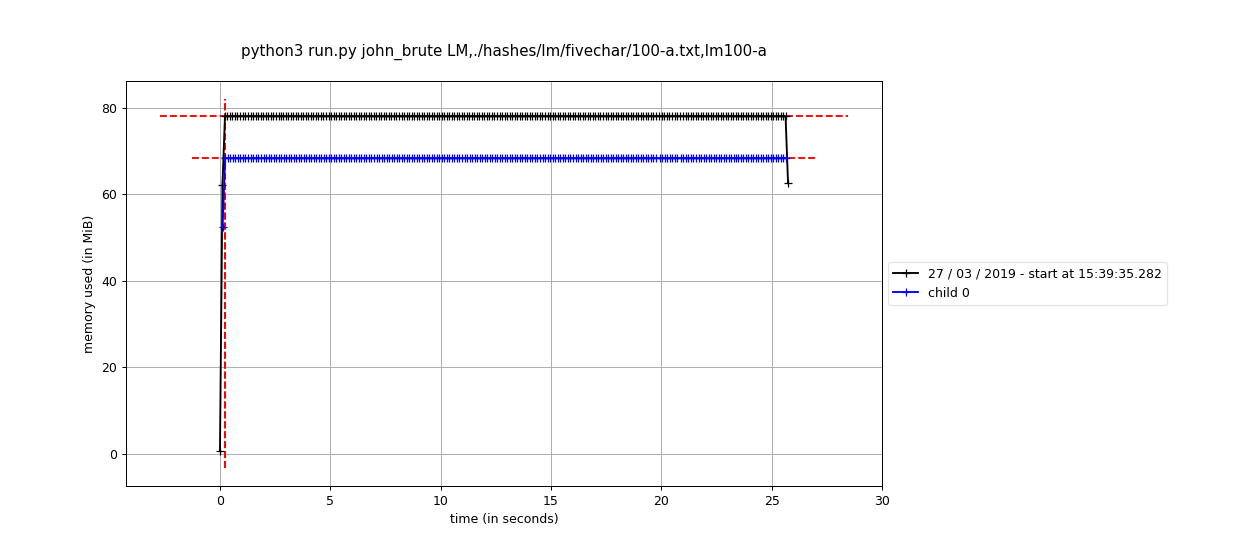 python3 run.py john_brute LM,./hashes/lm/fivechar/100-a.txt,lm100-a
memory used (in MiB)
80
60
40
20
0
0 5 10 15 20 25 30
time (in seconds)
27 / 03 / 2019 - start at 15:39:35.282
child 0